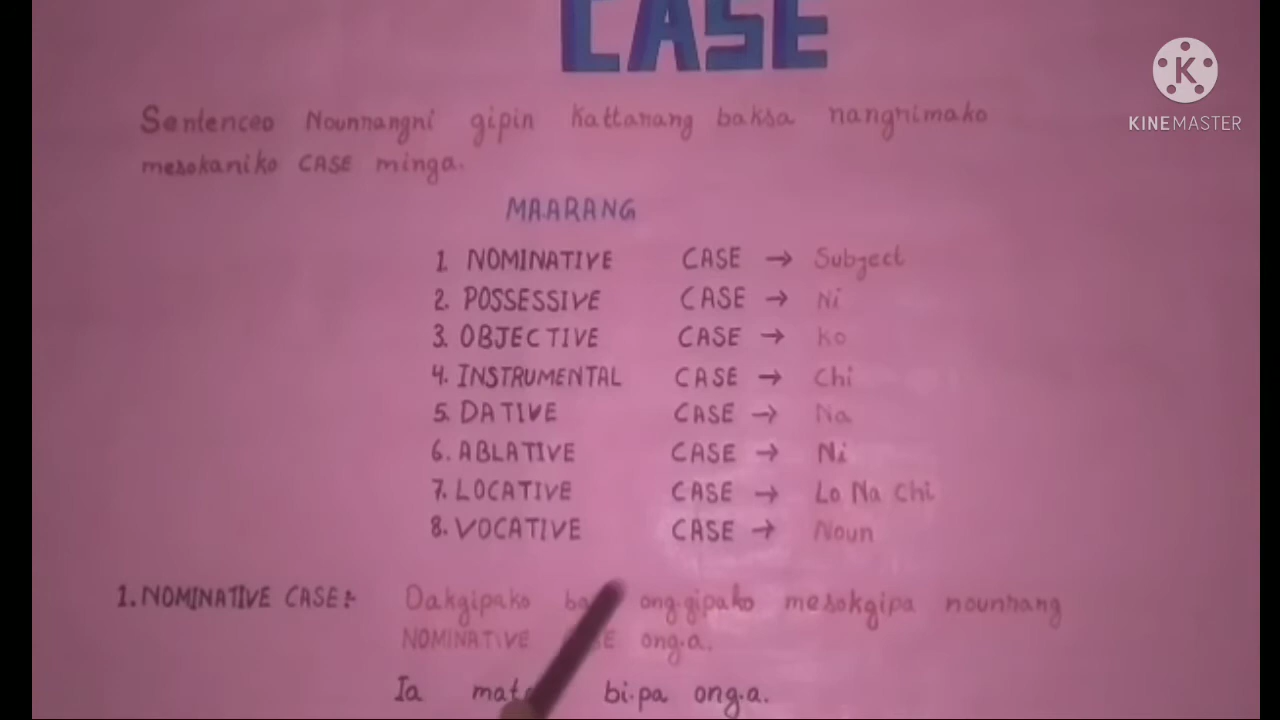 CASE
Sentenceo Nounrangni gipin kattarang baksa nangrimako
mesokaniko CASE minga.
MAARANG
1. NOMINATIVE CASE → Subject
2. POSSESSIVE CASE → Ni
3. OBJECTIVE CASE → Ko
4. INSTRUMENTAL CASE → Chi
5. DATIVE CASE → Na
6. ABLATIVE CASE → Ni
7. LOCATIVE CASE → Lo Na Chi
8. VOCATIVE CASE → Noun
1. NOMINATIVE CASE:- Dakgipako ong·gipako mesokgipa nounrang
NOMINATIVE ong·a.
Ia bi·pa ong·a.
K
KINEMASTER